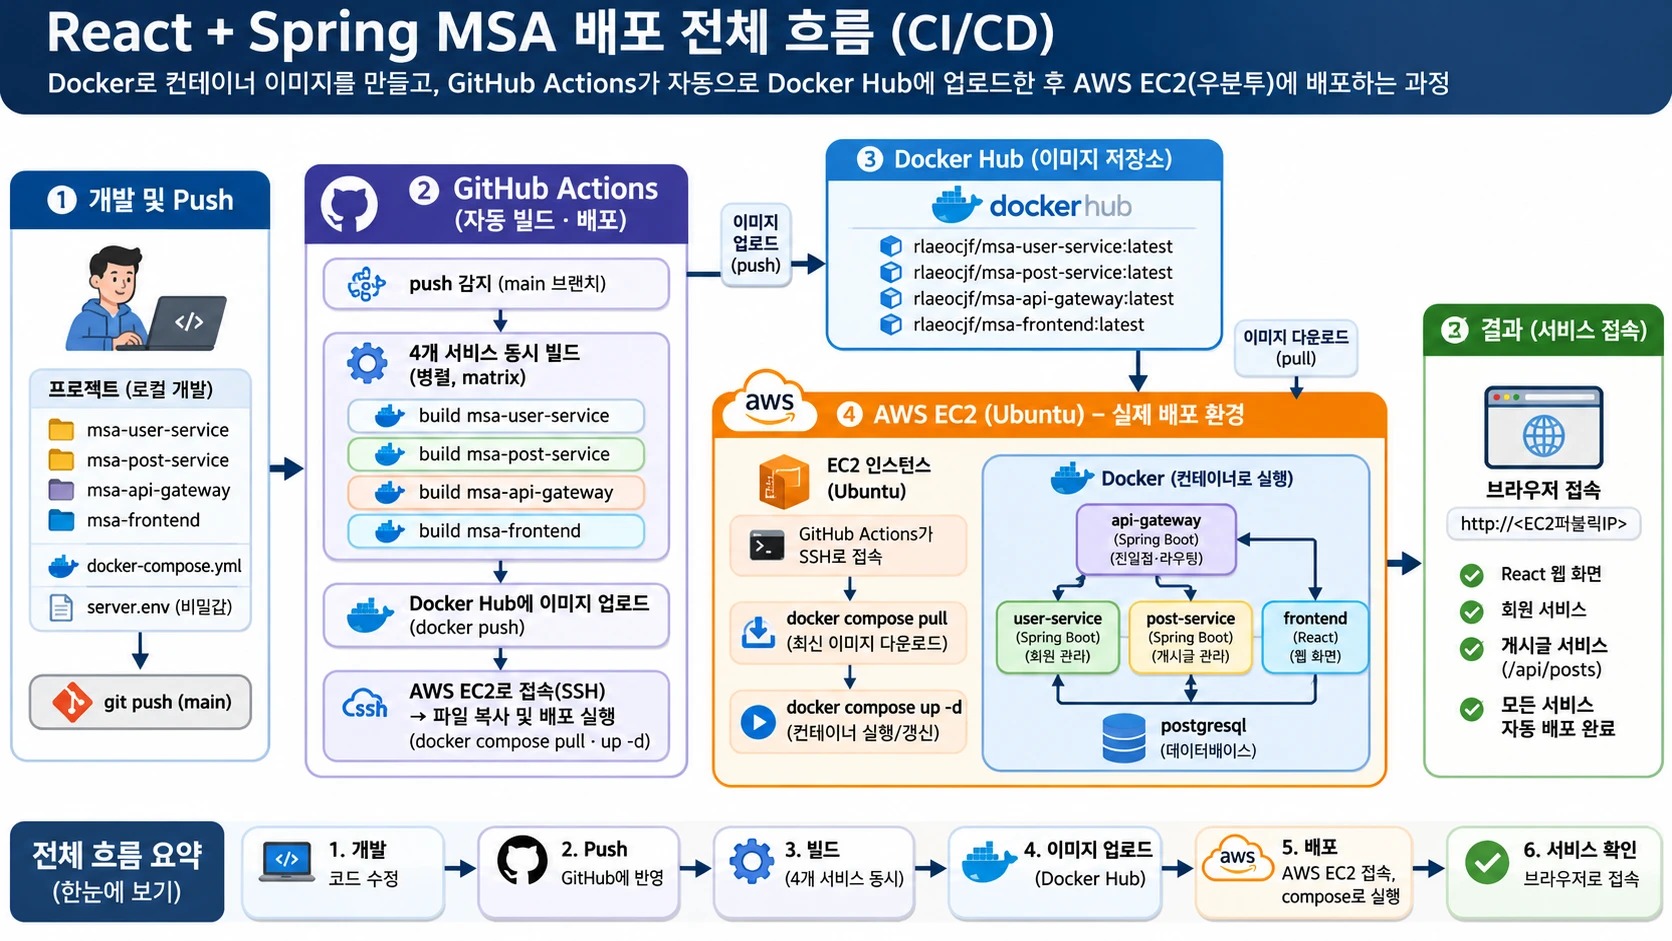 React + Spring MSA 배포 전체 흐름 (CI/CD)
Docker로 컨테이너 이미지를 만들고, GitHub Actions가 자동으로 Docker Hub에 업로드한 후 AWS EC2(우분투)에 배포하는 과정
1 개발 및 Push
</>
프로젝트 (로컬 개발)
msa-user-service
msa-post-service
msa-api-gateway
msa-frontend
docker-compose.yml
server.env (비밀값)
git push (main)
2 GitHub Actions
(자동 빌드 · 배포)
push 감지 (main 브랜치)
4개 서비스 동시 빌드
(병렬, matrix)
build msa-user-service
build msa-post-service
build msa-api-gateway
build msa-frontend
Docker Hub에 이미지 업로드
(docker push)
ssh
AWS EC2로 접속(SSH)
→ 파일 복사 및 배포 실행
(docker compose pull · up -d)
이미지
업로드
(push)
3 Docker Hub (이미지 저장소)
dockerhub
rlaeocjf/msa-user-service:latest
rlaeocjf/msa-post-service:latest
rlaeocjf/msa-api-gateway:latest
rlaeocjf/msa-frontend:latest
이미지 다운로드
(pull)
aws
4 AWS EC2 (Ubuntu) – 실제 배포 환경
EC2 인스턴스
(Ubuntu)
GitHub Actions가
SSH로 접속
docker compose pull
(최신 이미지 다운로드)
docker compose up -d
(컨테이너 실행/갱신)
Docker (컨테이너로 실행)
api-gateway
(Spring Boot)
(진일점·라우팅)
user-service
(Spring Boot)
(회원 관리)
post-service
(Spring Boot)
(개시글 관리)
frontend
(React)
(웹 화면)
postgresql
(데이터베이스)
결과 (서비스 접속)
브라우저 접속
http://<EC2퍼블릭IP>
React 웹 화면
회원 서비스
개시글 서비스
(/api/posts)
모든 서비스
자동 배포 완료
전체 흐름 요약
(한눈에 보기)
</>
1. 개발
코드 수정
2. Push
GitHub에 반영
3. 빌드
(4개 서비스 동시)
4. 이미지 업로드
(Docker Hub)
aws
5. 배포
AWS EC2 접속,
compose로 실행
6. 서비스 확인
브라우저로 접속